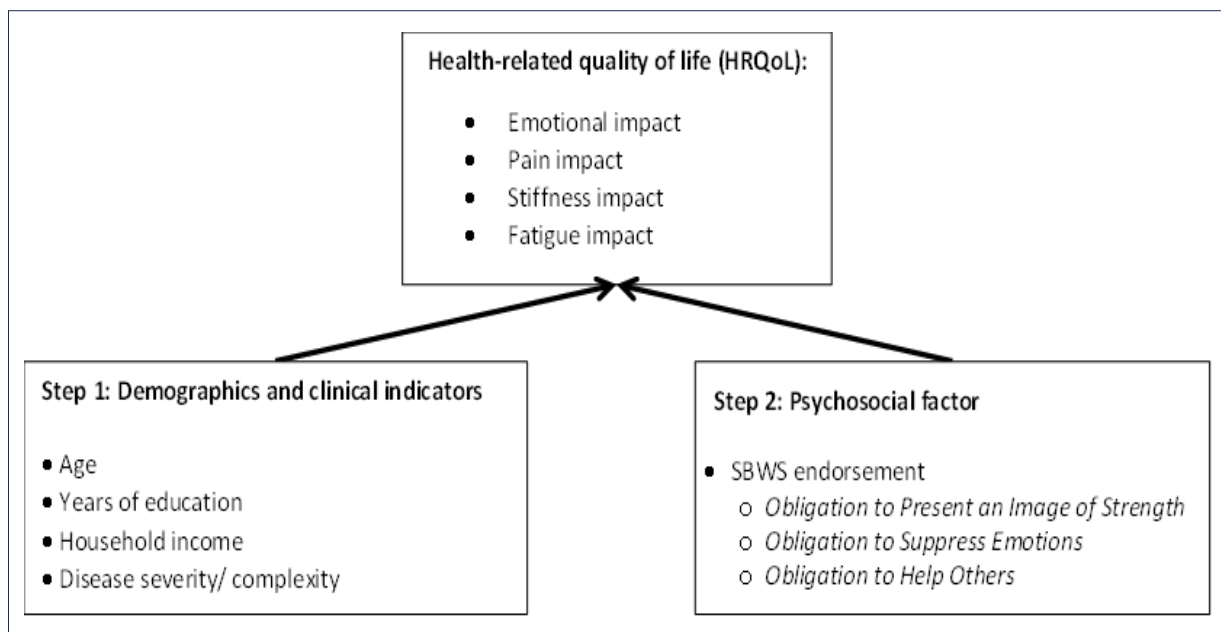 Health-related quality of life (HRQoL):
• Emotional impact
• Pain impact
• Stiffness impact
• Fatigue impact
Step 1: Demographics and clinical indicators
• Age
• Years of education
• Household income
• Disease severity/ complexity
Step 2: Psychosocial factor
• SBWS endorsement
o Obligation to Present an Image of Strength
o Obligation to Suppress Emotions
o Obligation to Help Others